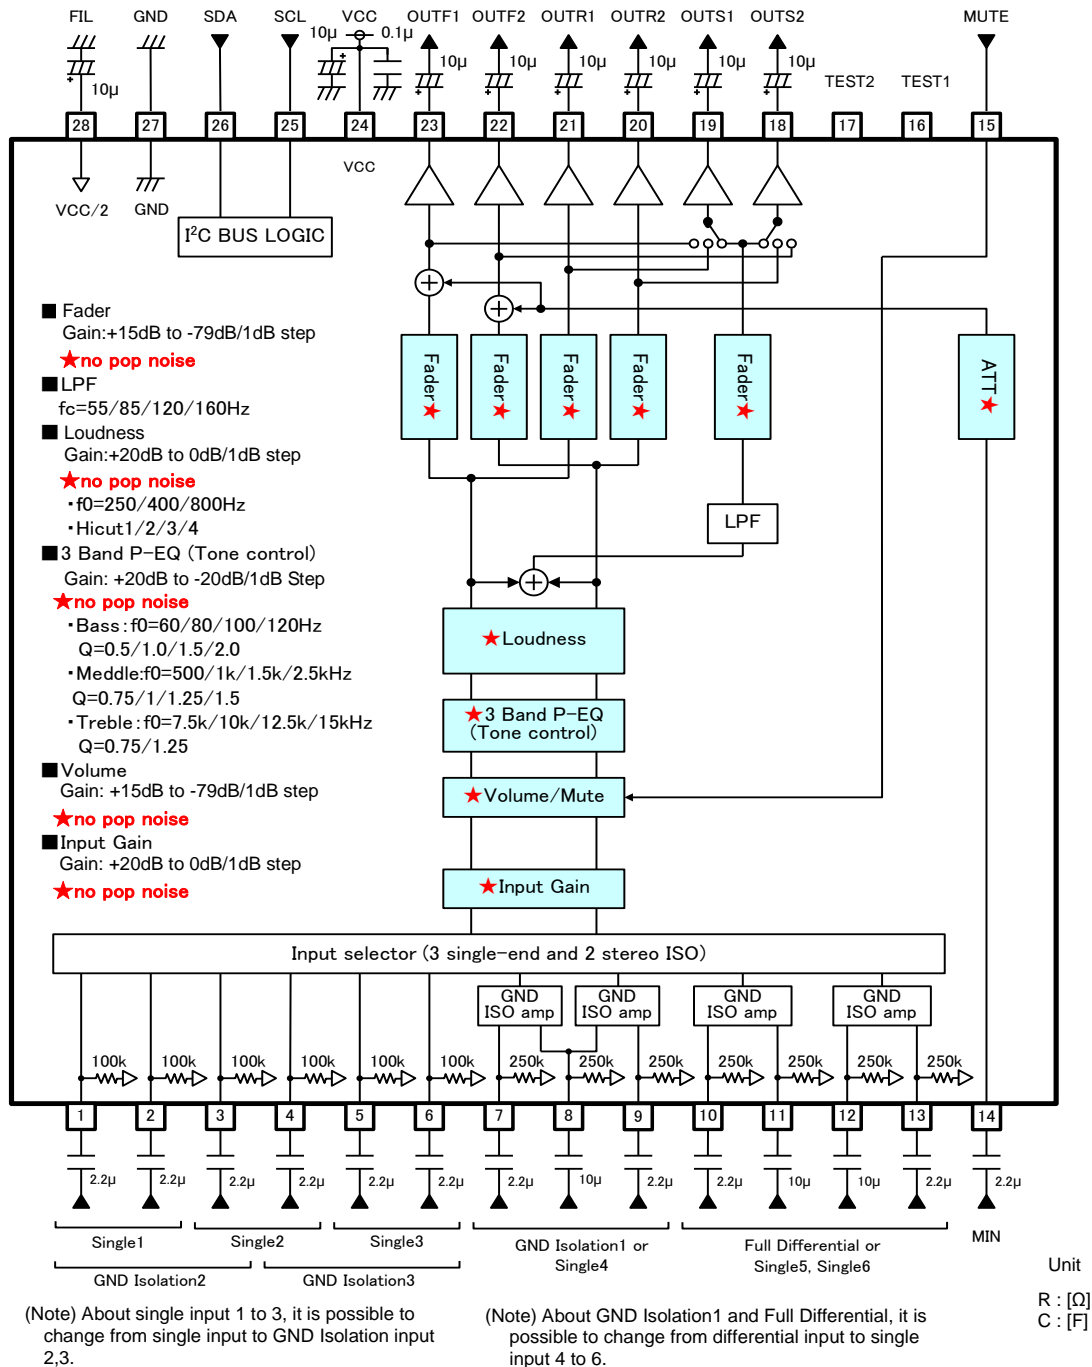 FIL GND SDA SCL VCC OUTF1 OUTF2 OUTR1 OUTR2 OUTS1 OUTS2 MUTE
10μ 0.1μ 10μ 10μ 10μ 10μ 10μ 10μ
10μ
TEST2 TEST1
28 27 26 25 24 23 22 21 20 19 18 17 16 15
VCC
VCC/2 GND
I²C BUS LOGIC
■ Fader
Gain:+15dB to -79dB/1dB step
★no pop noise
■ LPF
fc=55/85/120/160Hz
■ Loudness
Gain:+20dB to 0dB/1dB step
★no pop noise
・f0=250/400/800Hz
・Hicut1/2/3/4
■ 3 Band P-EQ (Tone control)
Gain: +20dB to -20dB/1dB Step
★no pop noise
・Bass:f0=60/80/100/120Hz
Q=0.5/1.0/1.5/2.0
・Meddle:f0=500/1k/1.5k/2.5kHz
Q=0.75/1/1.25/1.5
・Treble:f0=7.5k/10k/12.5k/15kHz
Q=0.75/1.25
■ Volume
Gain: +15dB to -79dB/1dB step
★no pop noise
■ Input Gain
Gain: +20dB to 0dB/1dB step
★no pop noise
Fader★ Fader★ Fader★ Fader★ Fader★ ATT★
LPF
★Loudness
★3 Band P-EQ
(Tone control)
★Volume/Mute
★Input Gain
Input selector (3 single-end and 2 stereo ISO)
GND GND GND GND
ISO amp ISO amp ISO amp ISO amp
100k 100k 100k 100k 100k 100k 250k 250k 250k 250k 250k 250k 250k
1 2 3 4 5 6 7 8 9 10 11 12 13 14
2.2μ 2.2μ 2.2μ 2.2μ 2.2μ 2.2μ 2.2μ 10μ 2.2μ 2.2μ 10μ 10μ 2.2μ 2.2μ
Single1 Single2 Single3
GND Isolation1 or
Single4
Full Differential or
Single5, Single6
MIN
GND Isolation2 GND Isolation3
Unit
R : [Ω]
C : [F]
(Note) About single input 1 to 3, it is possible to
change from single input to GND Isolation input
2,3.
(Note) About GND Isolation1 and Full Differential, it is
possible to change from differential input to single
input 4 to 6.